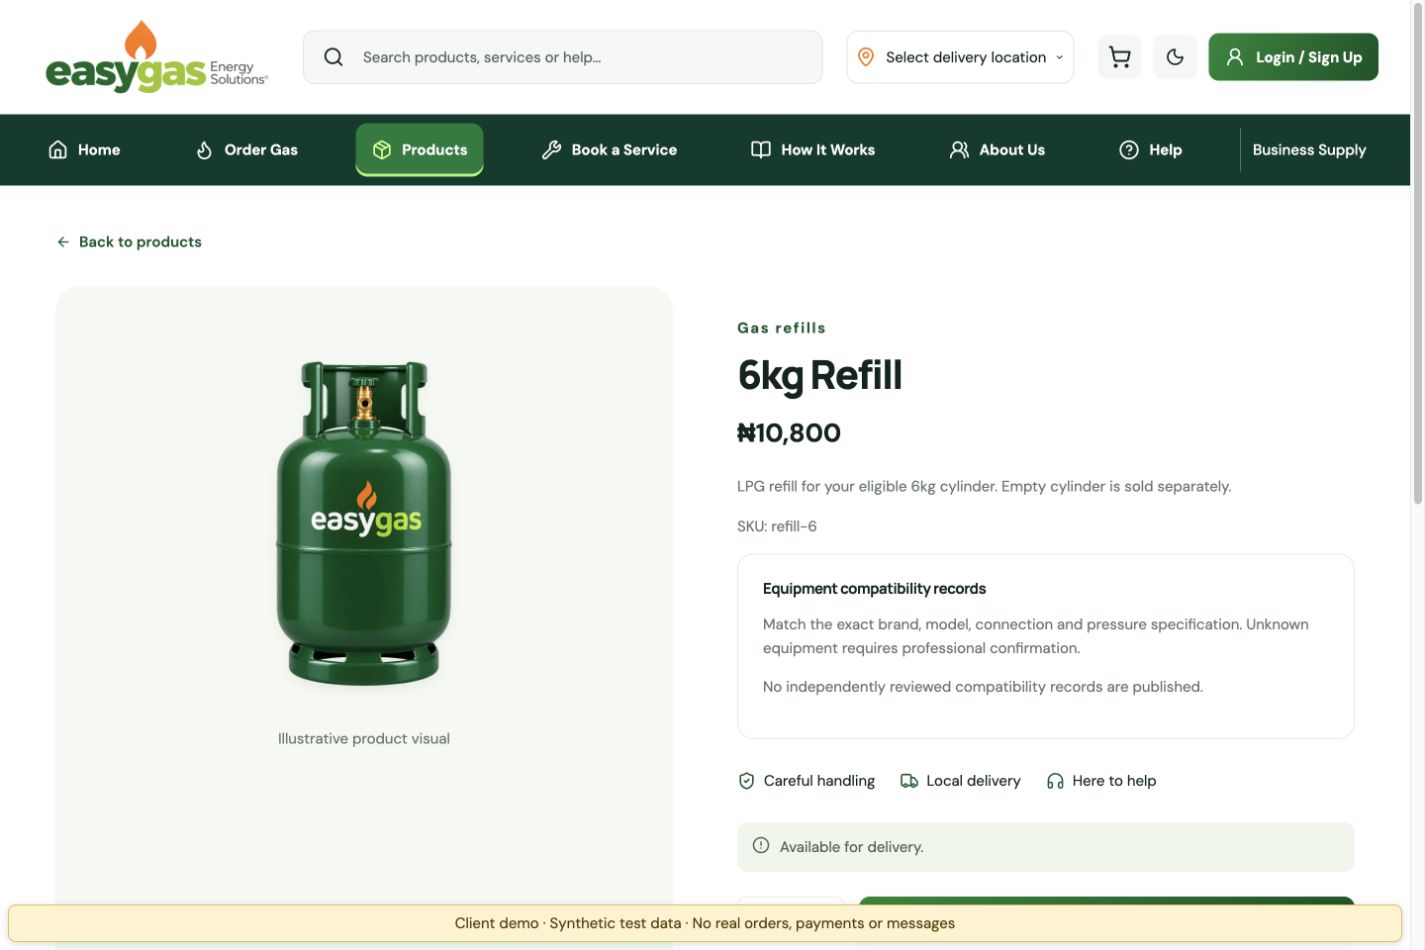 easygas Energy Solutions®
Search products, services or help...
Select delivery location
Login / Sign Up
Home
Order Gas
Products
Book a Service
How It Works
About Us
Help
Business Supply
Back to products
easygas
Illustrative product visual
Gas refills
6kg Refill
₦10,800
LPG refill for your eligible 6kg cylinder. Empty cylinder is sold separately.
SKU: refill-6
Equipment compatibility records
Match the exact brand, model, connection and pressure specification. Unknown
equipment requires professional confirmation.
No independently reviewed compatibility records are published.
Careful handling
Local delivery
Here to help
Available for delivery.
Client demo · Synthetic test data · No real orders, payments or messages